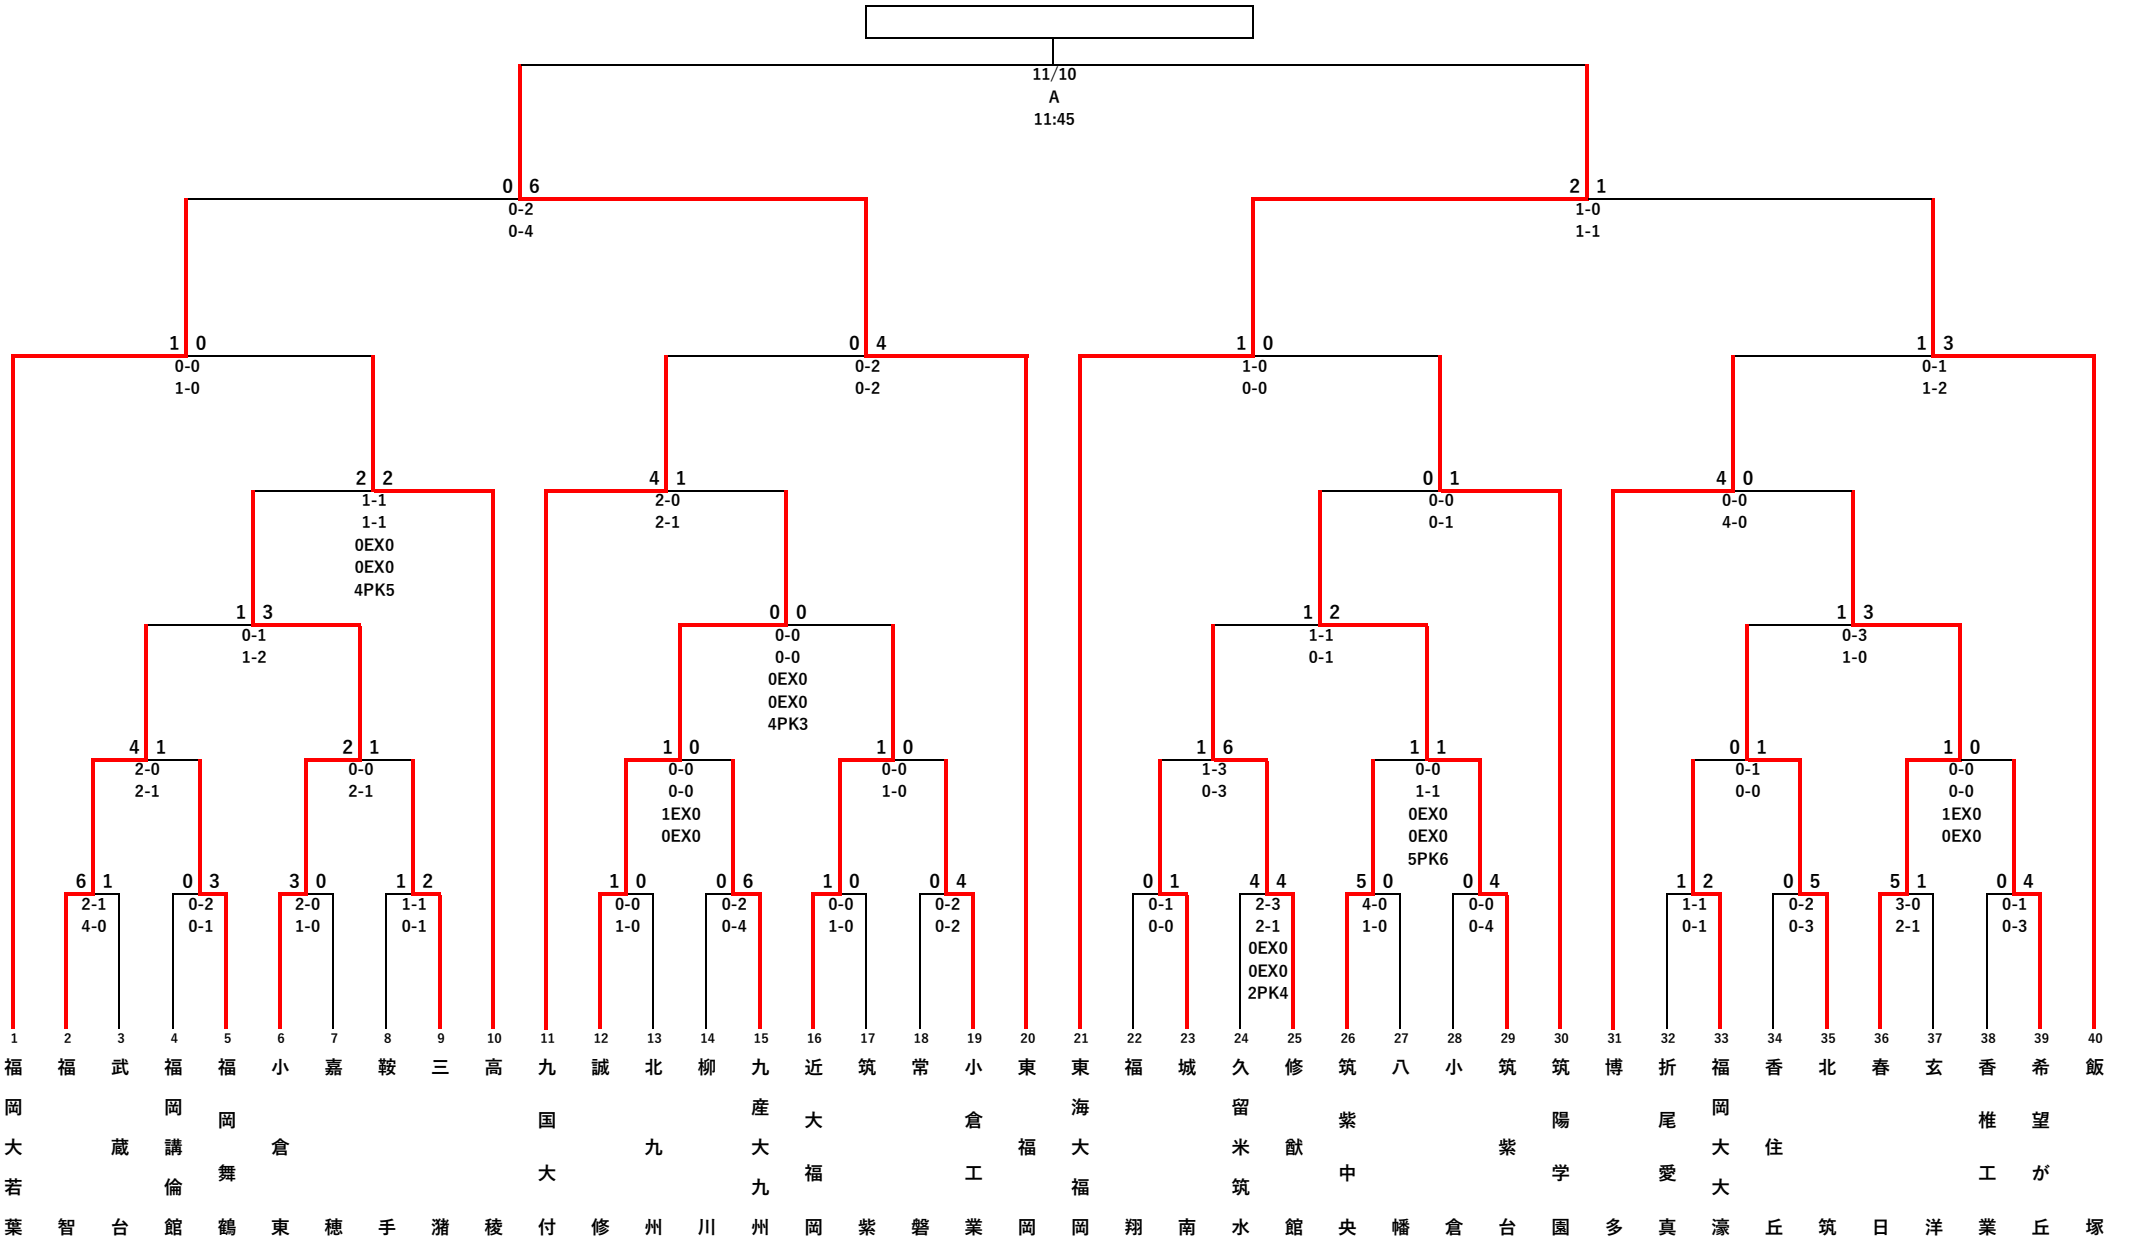 11/10
A
11:45
0 6
0-2
0-4
2 1
1-0
1-1
1 0
0-0
1-0
0 4
0-2
0-2
1 0
1-0
0-0
1 3
0-1
1-2
2 2
1-1
1-1
0EX0
0EX0
4PK5
4 1
2-0
2-1
0 1
0-0
0-1
4 0
0-0
4-0
1 3
0-1
1-2
0 0
0-0
0-0
0EX0
0EX0
4PK3
1 2
1-1
0-1
1 3
0-3
1-0
4 1
2-0
2-1
2 1
0-0
2-1
1 0
0-0
0-0
1EX0
0EX0
1 0
0-0
1-0
1 6
1-3
0-3
1 1
0-0
1-1
0EX0
0EX0
5PK6
0 1
0-1
0-0
1 0
0-0
0-0
1EX0
0EX0
6 1
2-1
4-0
0 3
0-2
0-1
3 0
2-0
1-0
1 2
1-1
0-1
1 0
0-0
1-0
0 6
0-2
0-4
1 0
0-0
1-0
0 4
0-2
0-2
0 1
0-1
0-0
4 4
2-3
2-1
0EX0
0EX0
2PK4
5 0
4-0
1-0
0 4
0-0
0-4
1 2
1-1
0-1
0 5
0-2
0-3
5 1
3-0
2-1
0 4
0-1
0-3
1
福岡大若葉
2
福智
3
武蔵台
4
福岡講倫館
5
福岡舞鶴
6
小倉東
7
嘉穂
8
鞍手
9
三潴
10
高稜
11
九国大付
12
誠修
13
北九州
14
柳川
15
九産大九州
16
近大福岡
17
筑紫
18
常磐
19
小倉工業
20
東福岡
21
東海大福岡
22
福翔
23
城南
24
久留米筑水
25
修猷館
26
筑紫中央
27
八幡
28
小倉
29
筑紫台
30
筑陽学園
31
博多
32
折尾愛真
33
福岡大大濠
34
香住丘
35
北筑
36
春日
37
玄洋
38
香椎工業
39
希望が丘
40
飯塚